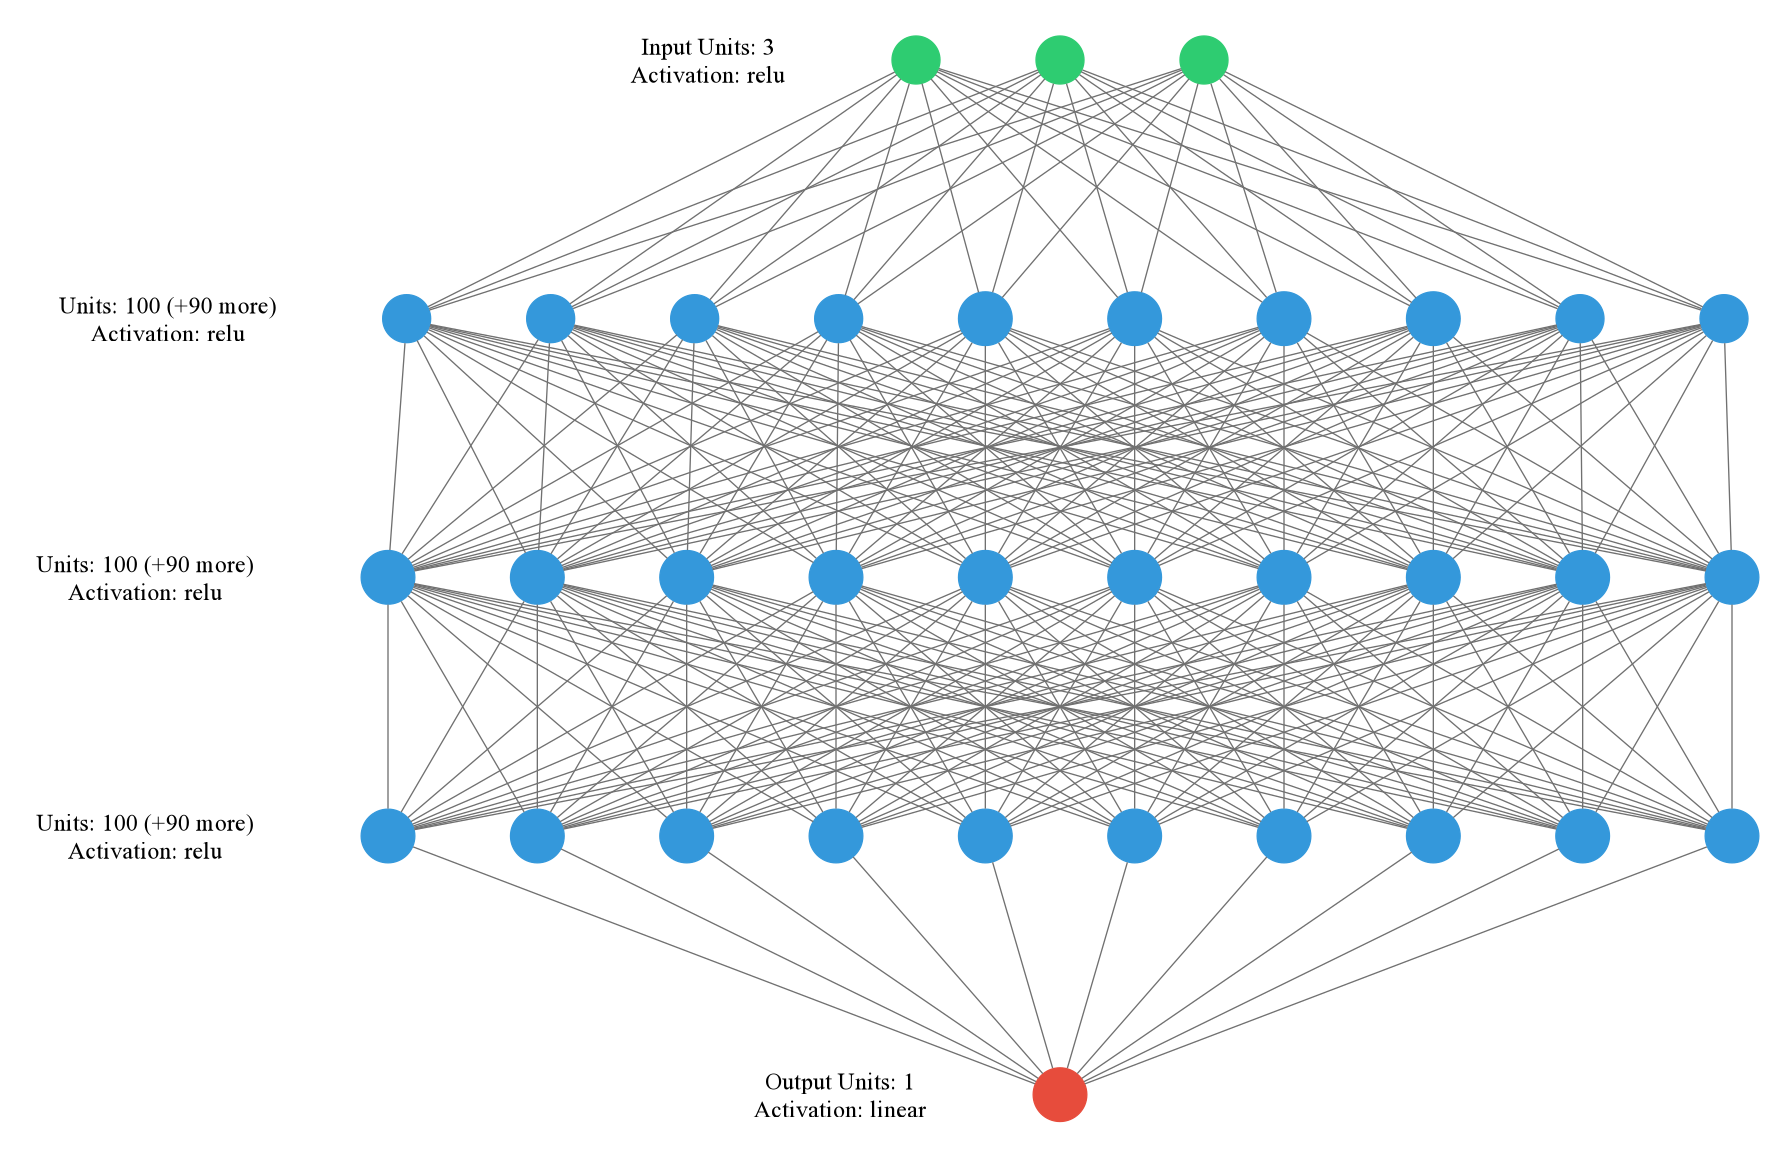 Input Units: 3
Activation: relu
Units: 100 (+90 more)
Activation: relu
Units: 100 (+90 more)
Activation: relu
Units: 100 (+90 more)
Activation: relu
Output Units: 1
Activation: linear